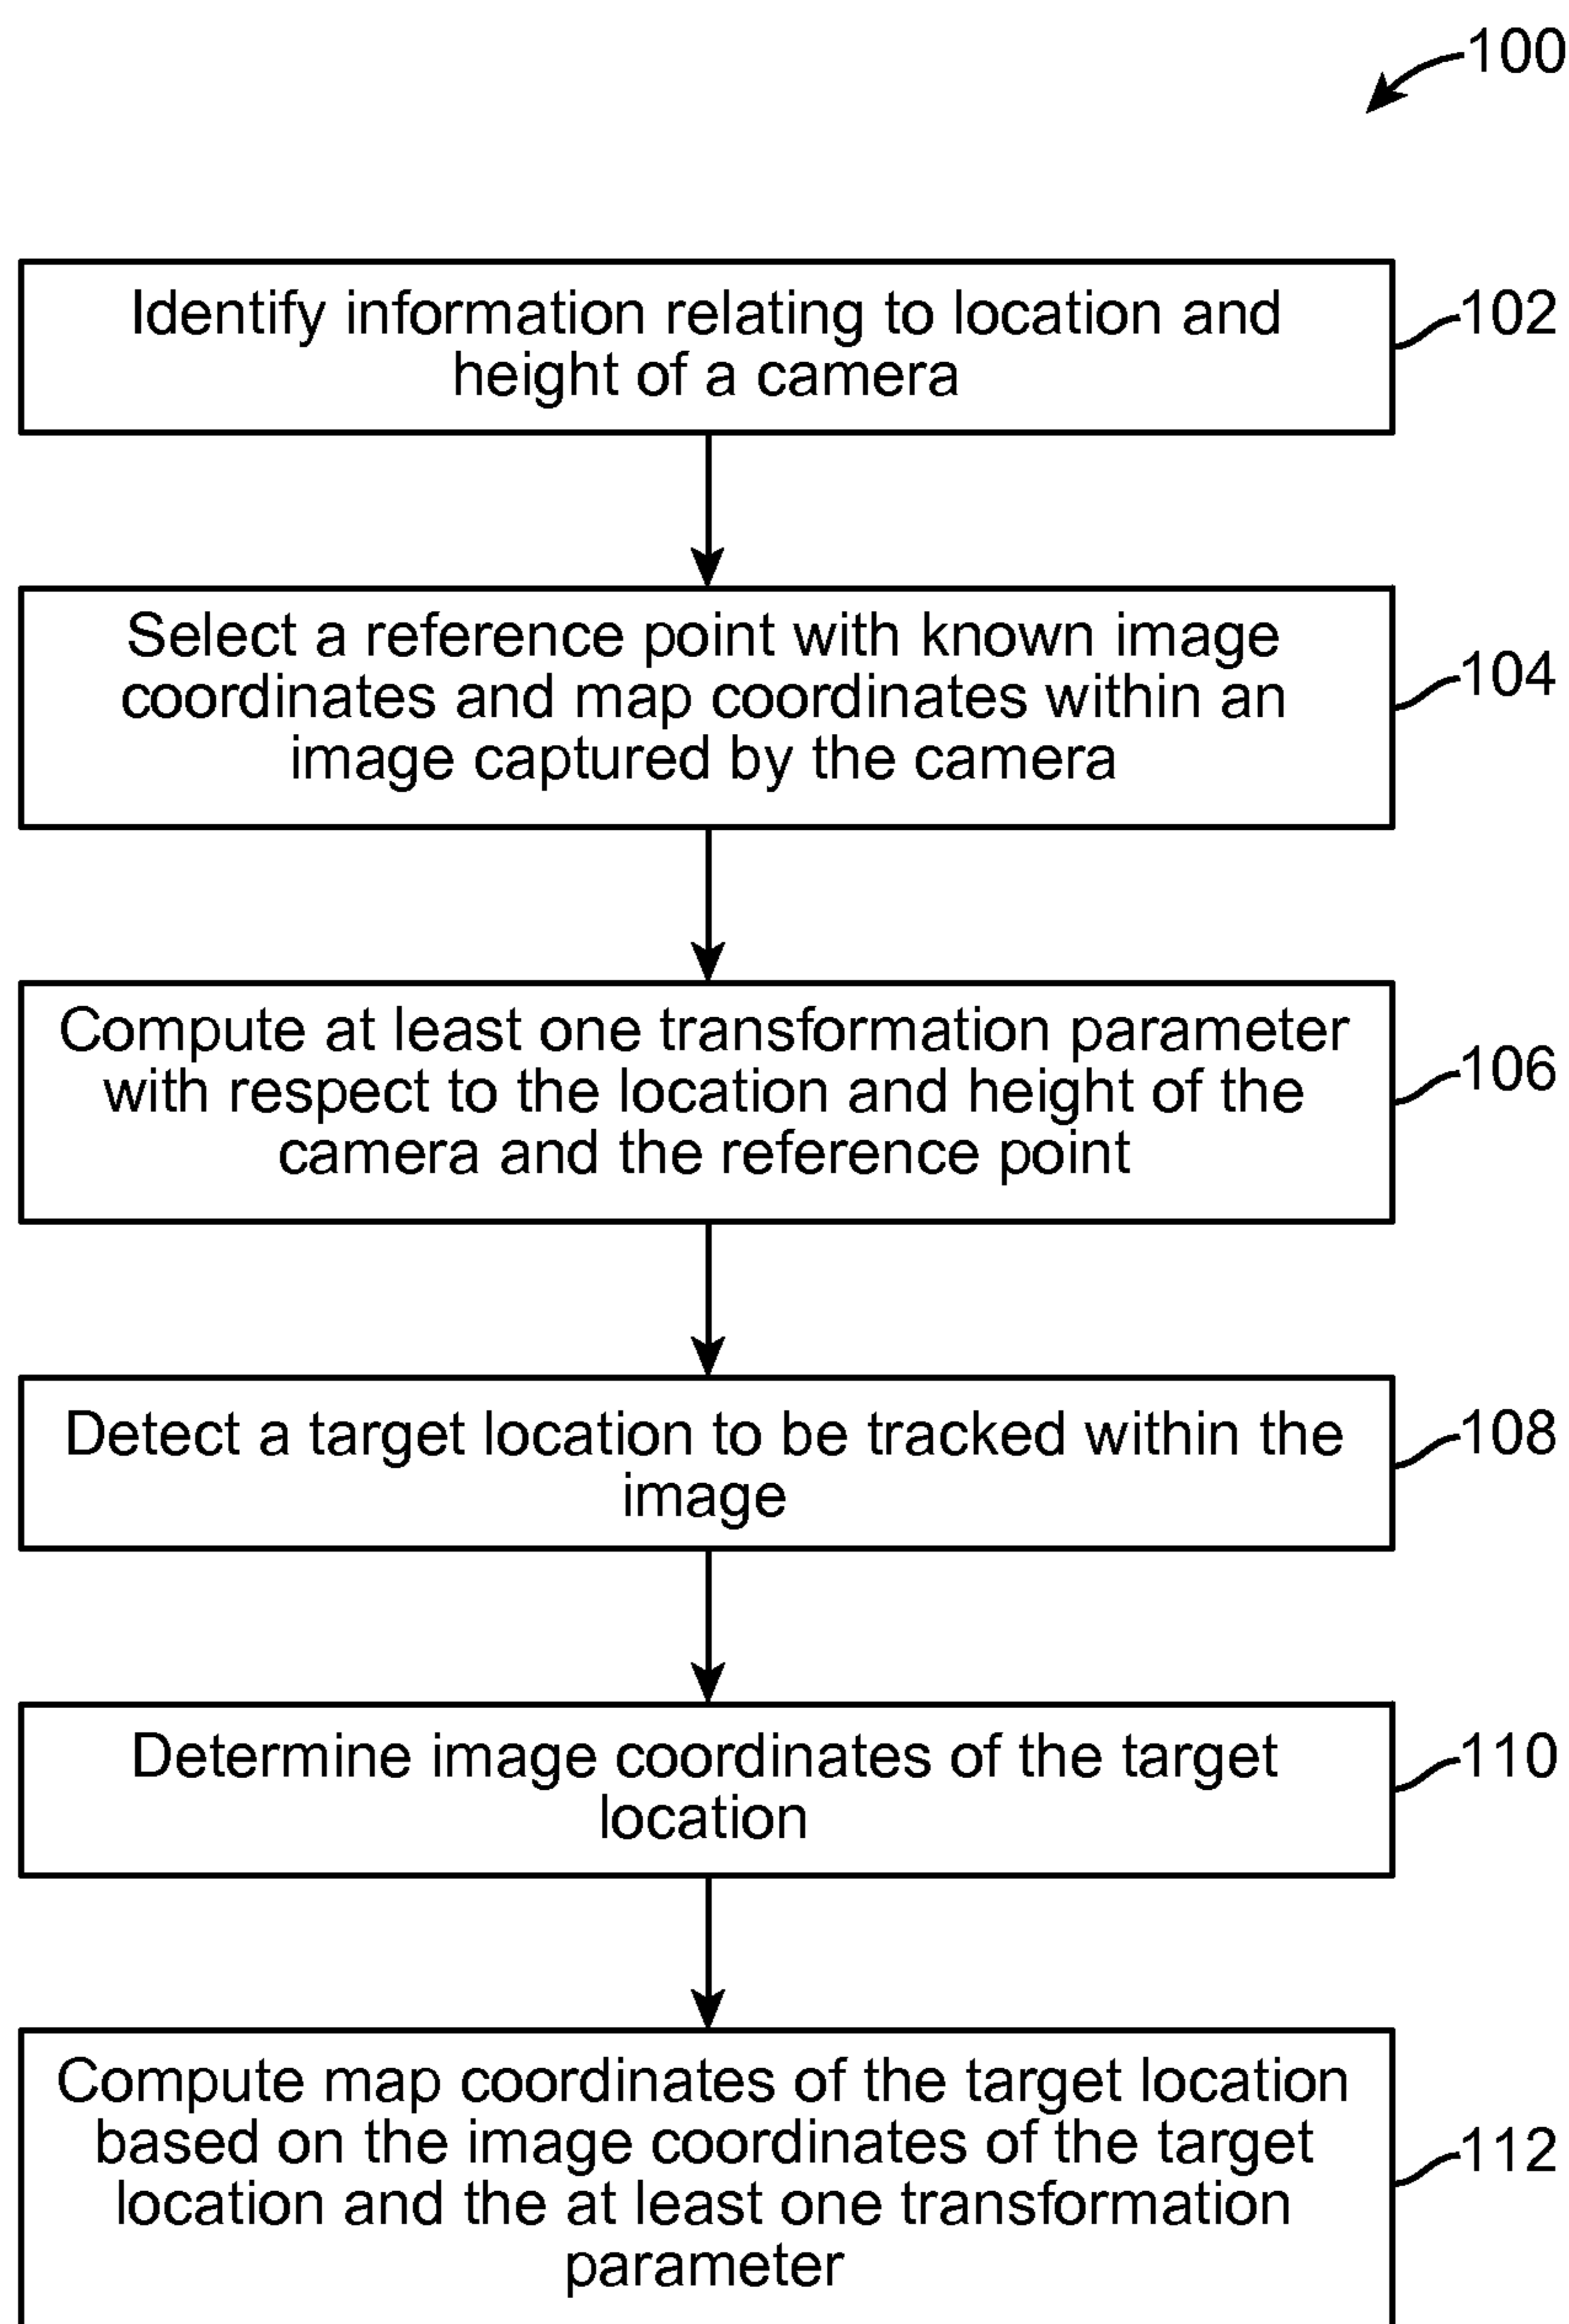 100
Identify information relating to location and
height of a camera
102
Select a reference point with known image
coordinates and map coordinates within an
image captured by the camera
104
Compute at least one transformation parameter
with respect to the location and height of the
camera and the reference point
106
Detect a target location to be tracked within the
image
108
Determine image coordinates of the target
location
110
Compute map coordinates of the target location
based on the image coordinates of the target
location and the at least one transformation
parameter
112